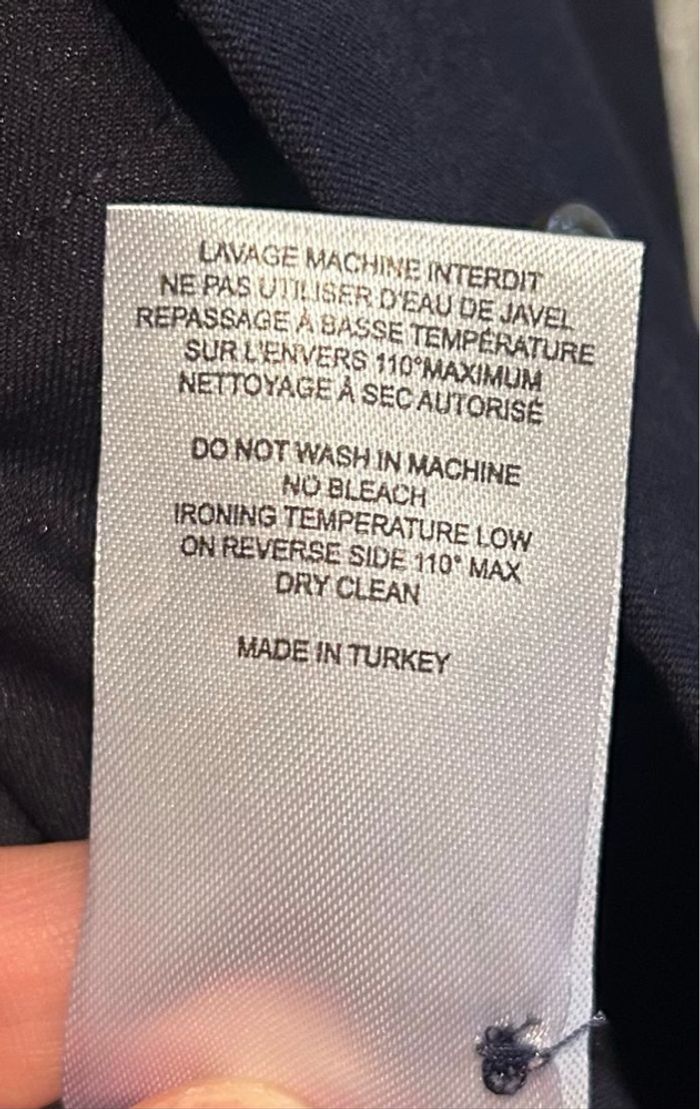 LAVAGE MACHINE INTERDIT
NE PAS UTILISER D'EAU DE JAVEL
REPASSAGE À BASSE TEMPÉRATURE
SUR L'ENVERS 110°MAXIMUM
NETTOYAGE À SEC AUTORISÉ
DO NOT WASH IN MACHINE
NO BLEACH
IRONING TEMPERATURE LOW
ON REVERSE SIDE 110° MAX
DRY CLEAN
MADE IN TURKEY